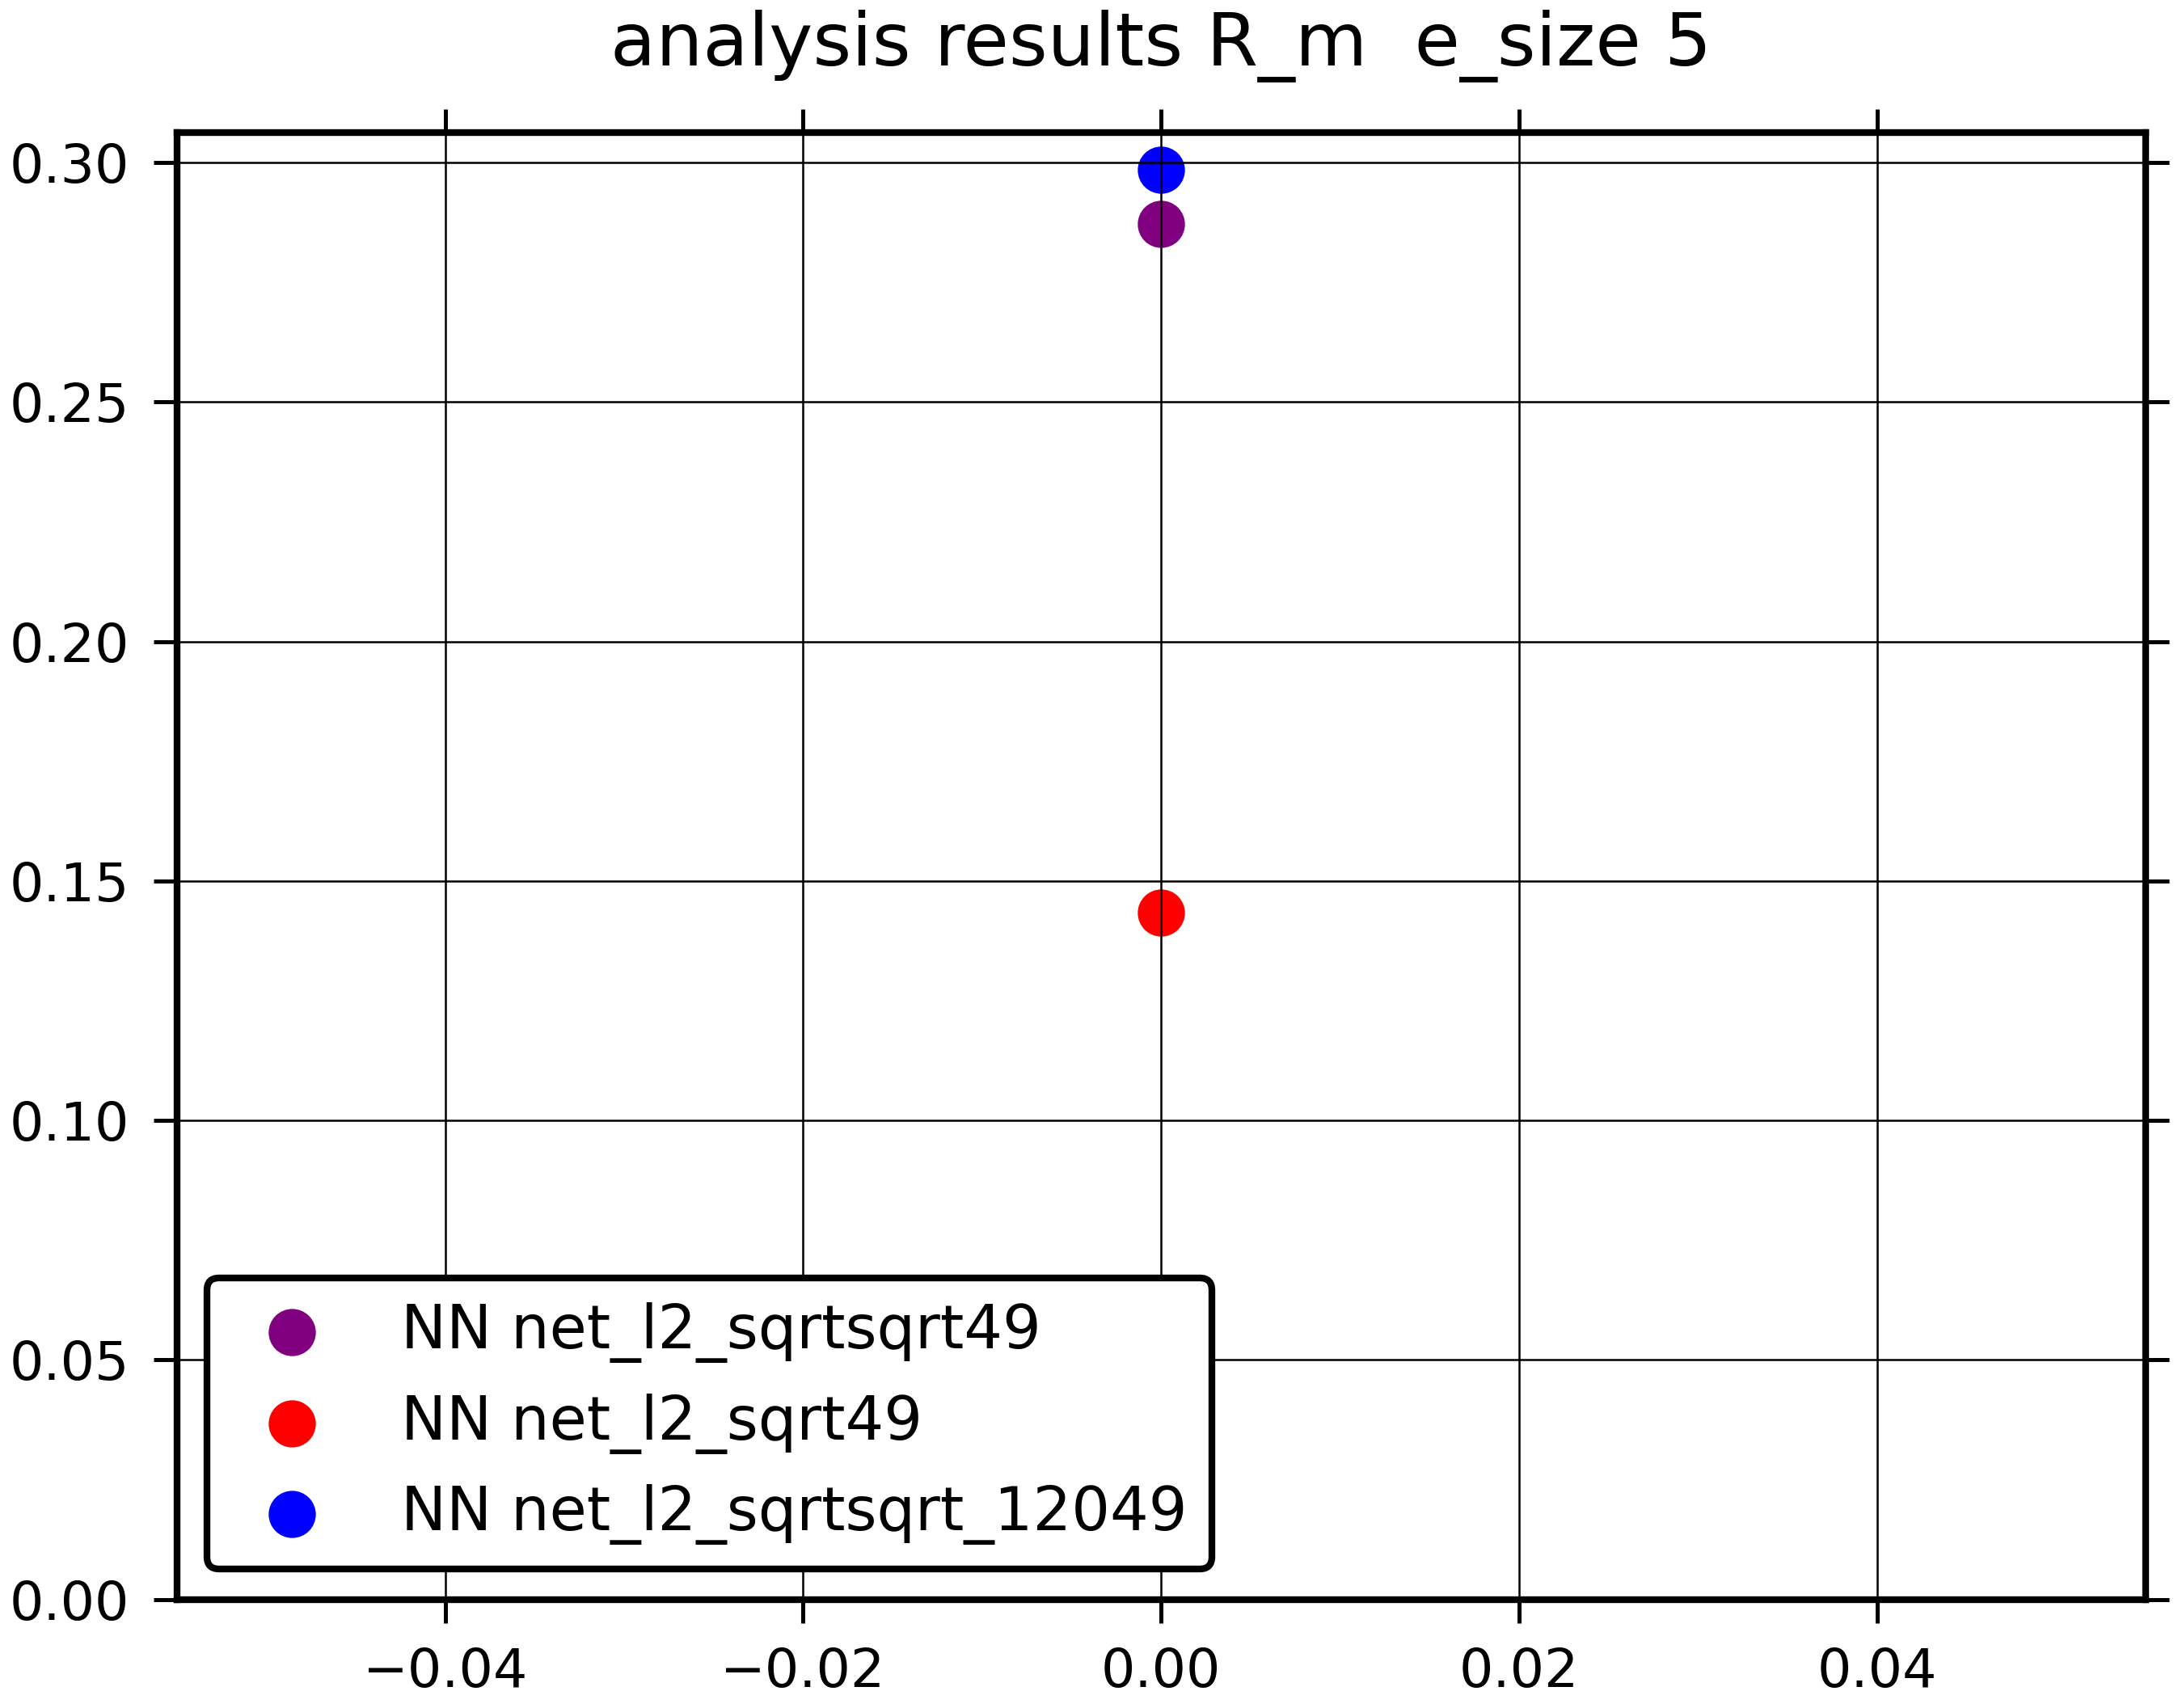 analysis results R_m  e_size 5
0.30
0.25
0.20
0.15
0.10
0.05
0.00
NN net_l2_sqrtsqrt49
NN net_l2_sqrt49
NN net_l2_sqrtsqrt_12049
−0.04 −0.02 0.00 0.02 0.04